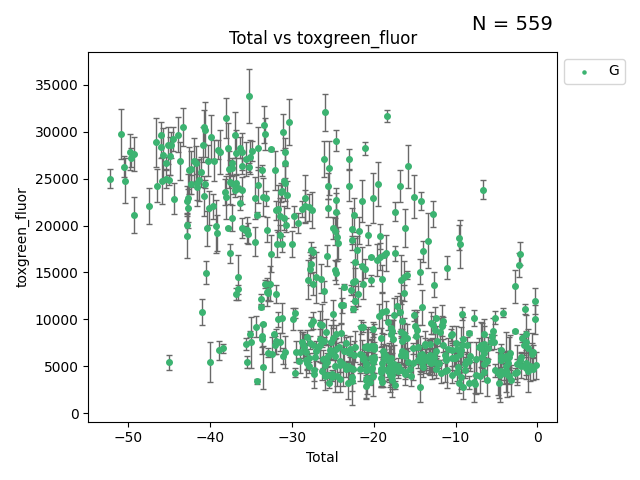 N = 559
Total vs toxgreen_fluor
G
toxgreen_fluor
35000
30000
25000
20000
15000
10000
5000
0
−50 −40 −30 −20 −10 0
Total